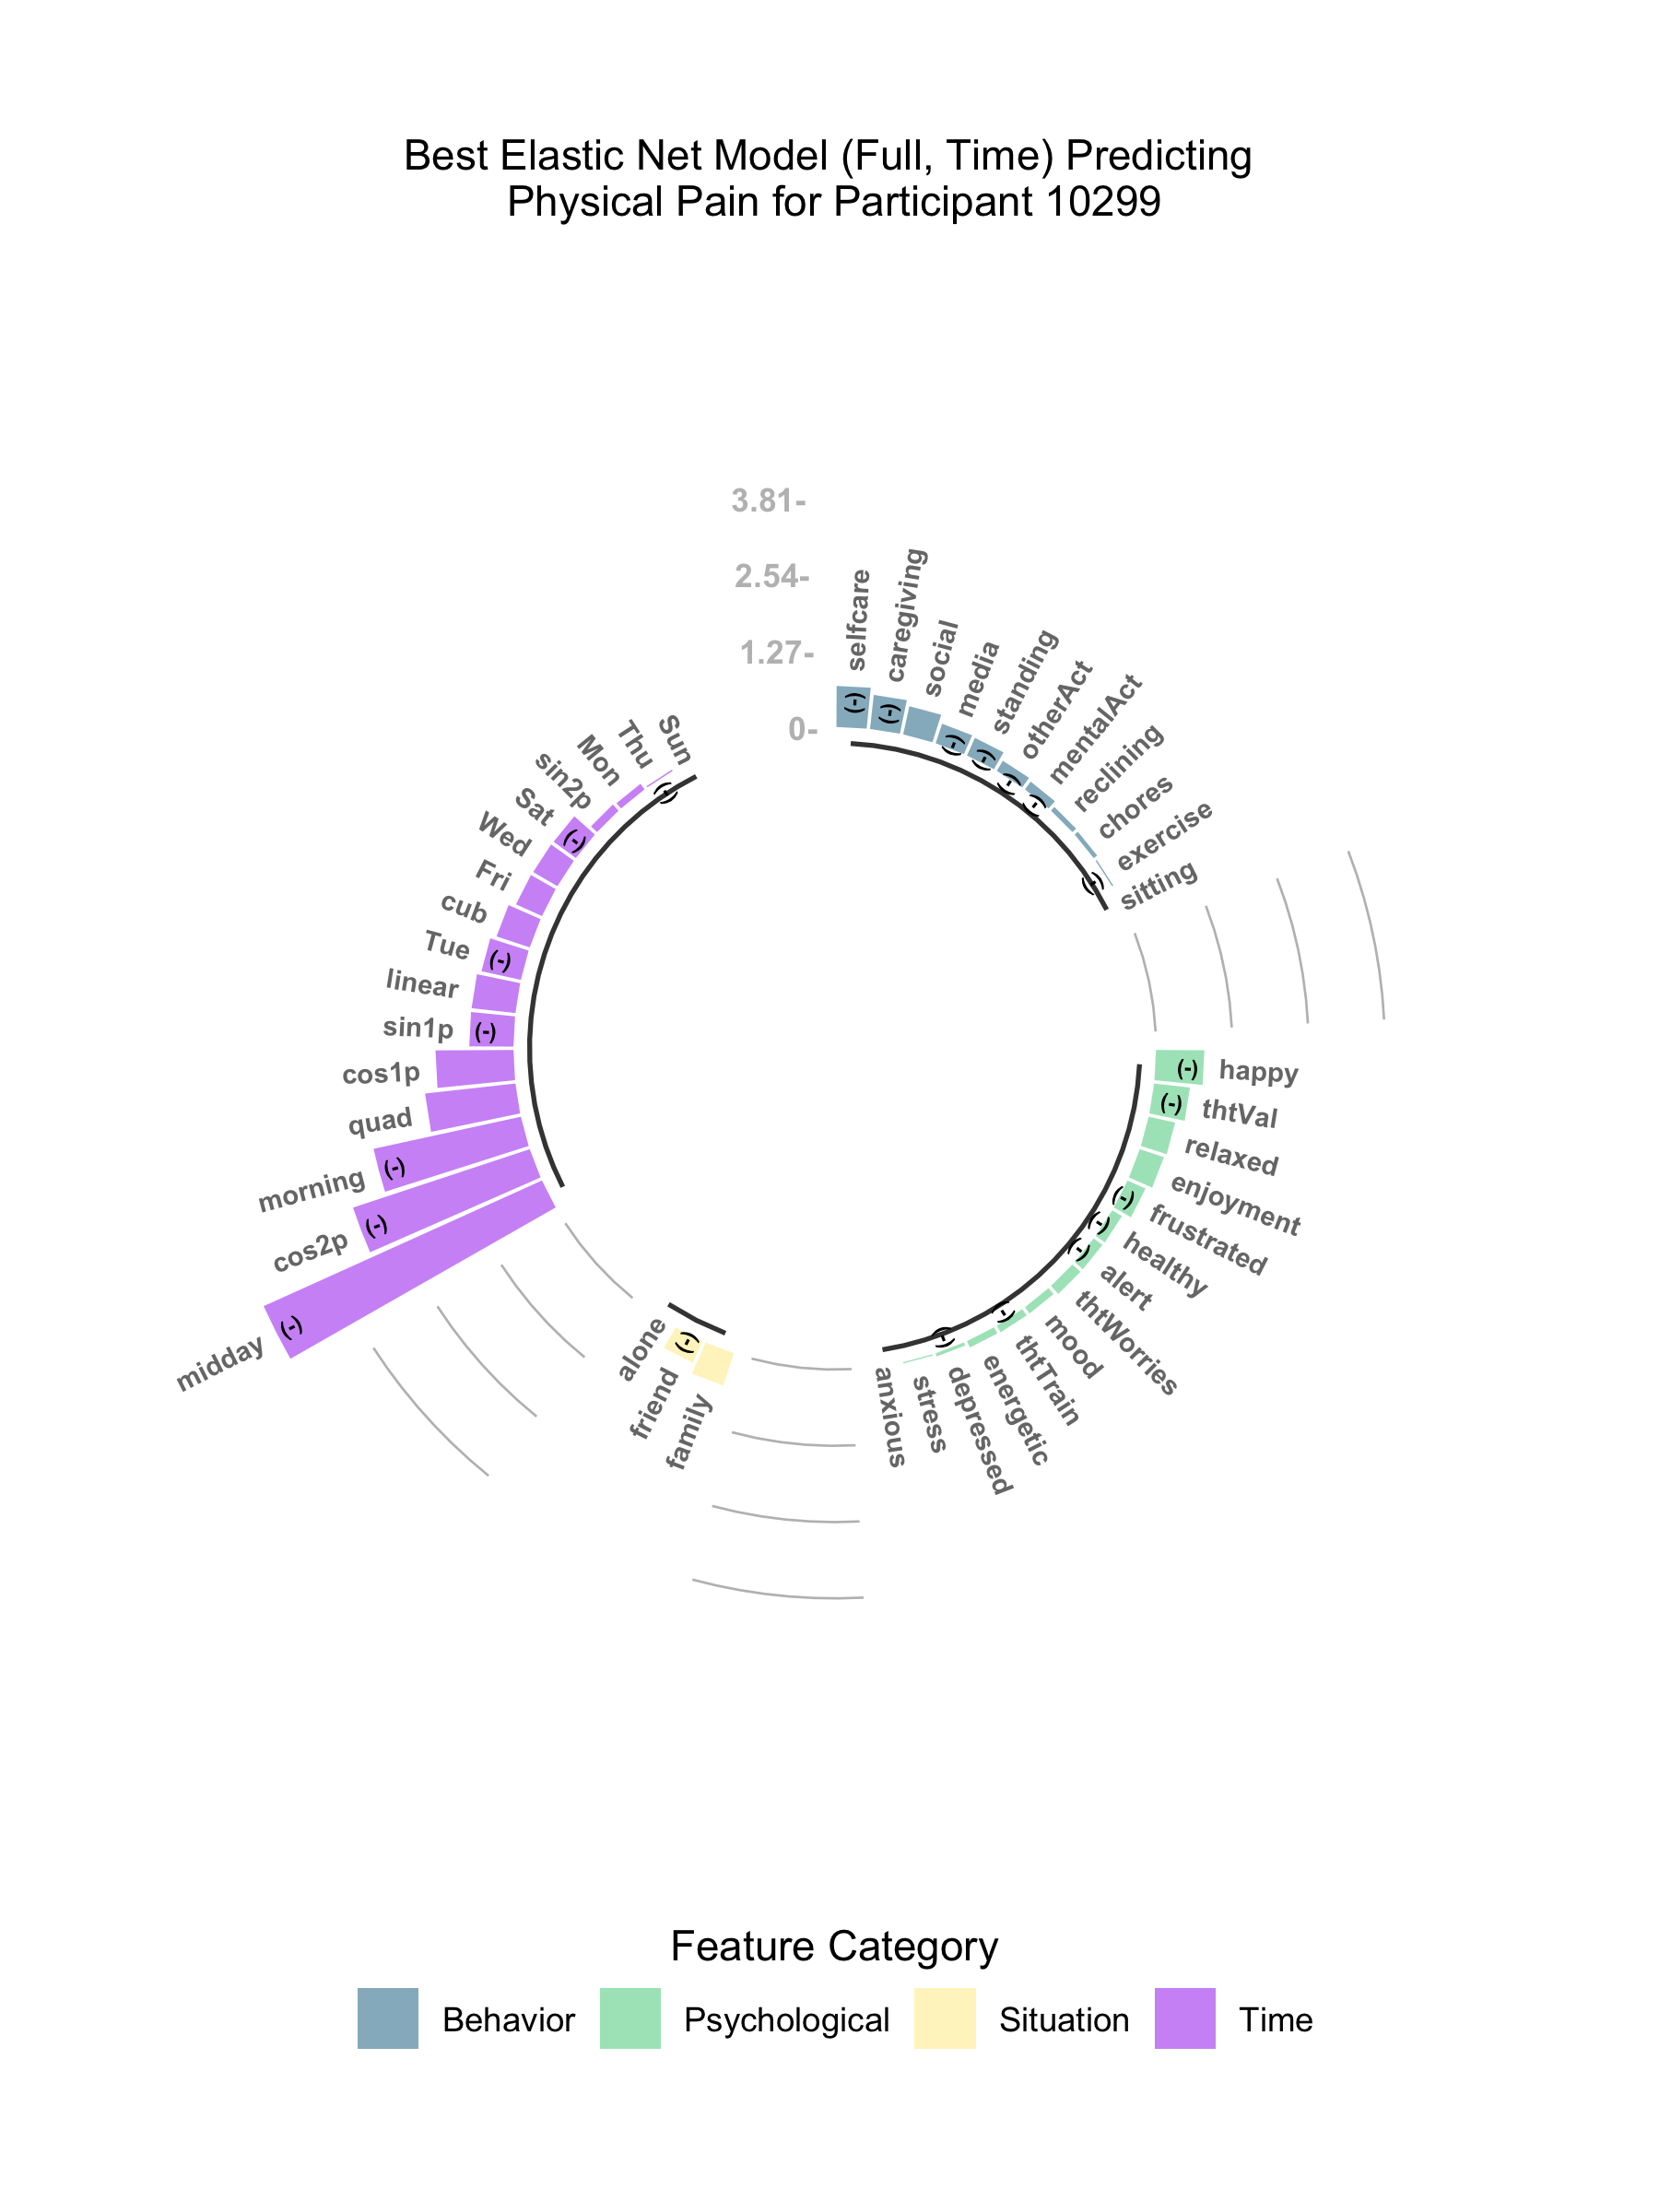 Best Elastic Net Model (Full, Time) Predicting
Physical Pain for Participant 10299
3.81-
2.54-
1.27-
0-
selfcare
(-)
caregiving
(-)
social
media
(-)
standing
(-)
otherAct
(-)
mentalAct
(-)
reclining
chores
exercise
sitting
(-)
happy
(-)
thtVal
(-)
relaxed
enjoyment
frustrated
(-)
healthy
(-)
alert
(-)
thtWorries
mood
thtTrain
(-)
energetic
depressed
(-)
stress
anxious
family
friend
(-)
alone
midday
(-)
cos2p
(-)
morning
(-)
quad
cos1p
sin1p
(-)
linear
Tue
(-)
cub
Fri
Wed
Sat
(-)
sin2p
Mon
Thu
Sun
(-)
Feature Category
Behavior
Psychological
Situation
Time